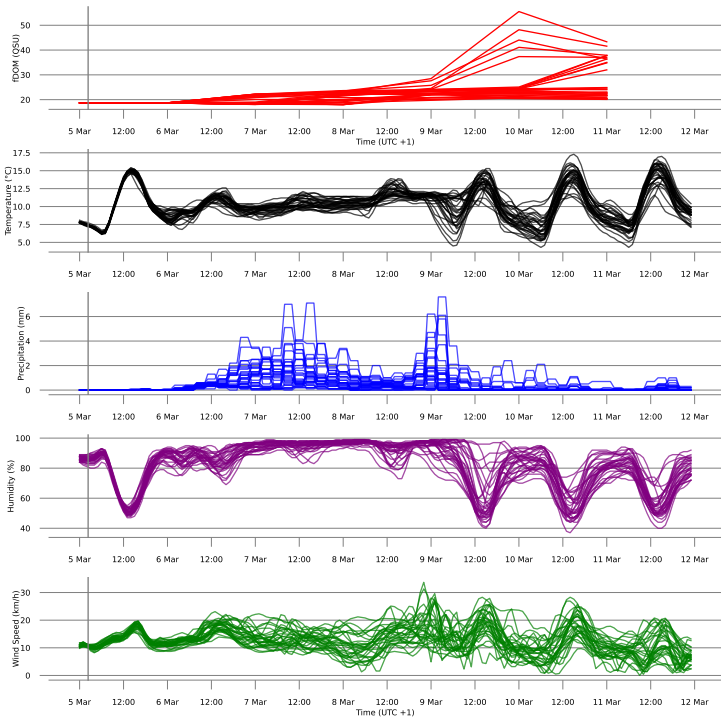 fDOM (QSU)
50
40
30
20
5 Mar 12:00 6 Mar 12:00 7 Mar 12:00 8 Mar 12:00 9 Mar 12:00 10 Mar 12:00 11 Mar 12:00 12 Mar
Time (UTC +1)
Temperature (°C)
17.5
15.0
12.5
10.0
7.5
5.0
5 Mar 12:00 6 Mar 12:00 7 Mar 12:00 8 Mar 12:00 9 Mar 12:00 10 Mar 12:00 11 Mar 12:00 12 Mar
Precipitation (mm)
6
4
2
0
5 Mar 12:00 6 Mar 12:00 7 Mar 12:00 8 Mar 12:00 9 Mar 12:00 10 Mar 12:00 11 Mar 12:00 12 Mar
Humidity (%)
100
80
60
40
5 Mar 12:00 6 Mar 12:00 7 Mar 12:00 8 Mar 12:00 9 Mar 12:00 10 Mar 12:00 11 Mar 12:00 12 Mar
Wind Speed (km/h)
30
20
10
0
5 Mar 12:00 6 Mar 12:00 7 Mar 12:00 8 Mar 12:00 9 Mar 12:00 10 Mar 12:00 11 Mar 12:00 12 Mar
Time (UTC +1)